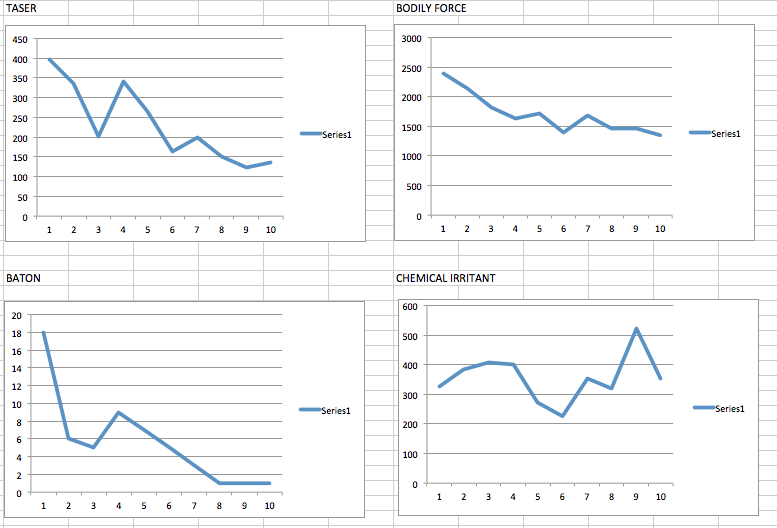 TASER
450
400
350
300
250
200
150
100
50
0
1 2 3 4 5 6 7 8 9 10
Series1
BODILY FORCE
3000
2500
2000
1500
1000
500
0
1 2 3 4 5 6 7 8 9 10
Series1
BATON
20
18
16
14
12
10
8
6
4
2
0
1 2 3 4 5 6 7 8 9 10
Series1
CHEMICAL IRRITANT
600
500
400
300
200
100
0
1 2 3 4 5 6 7 8 9 10
Series1